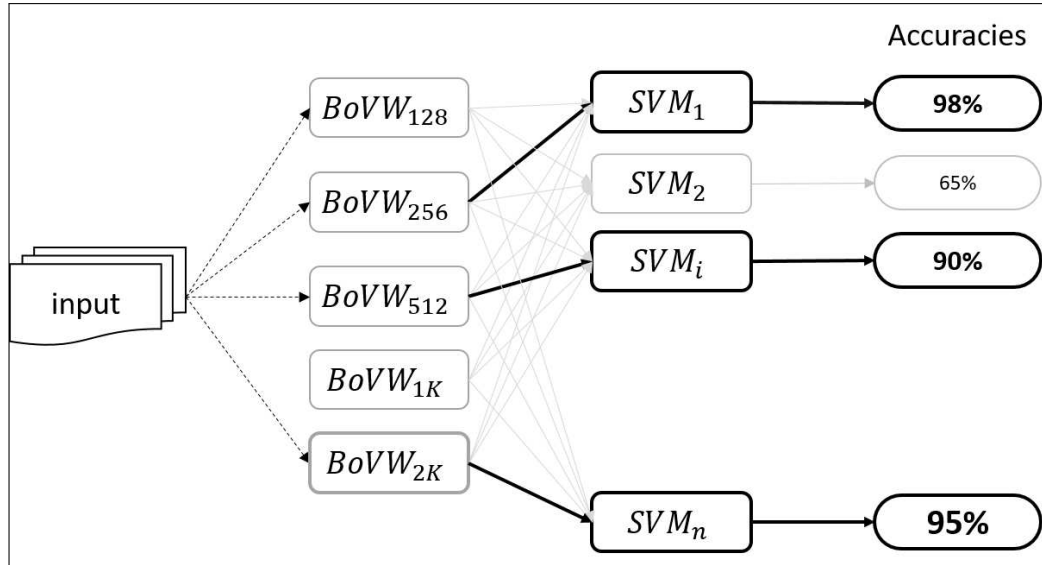 Accuracies
BoVW₁₂₈
SVM₁
98%
BoVW₂₅₆
SVM₂
65%
input
BoVW₅₁₂
SVMᵢ
90%
BoVW₁K
BoVW₂K
SVMₙ
95%